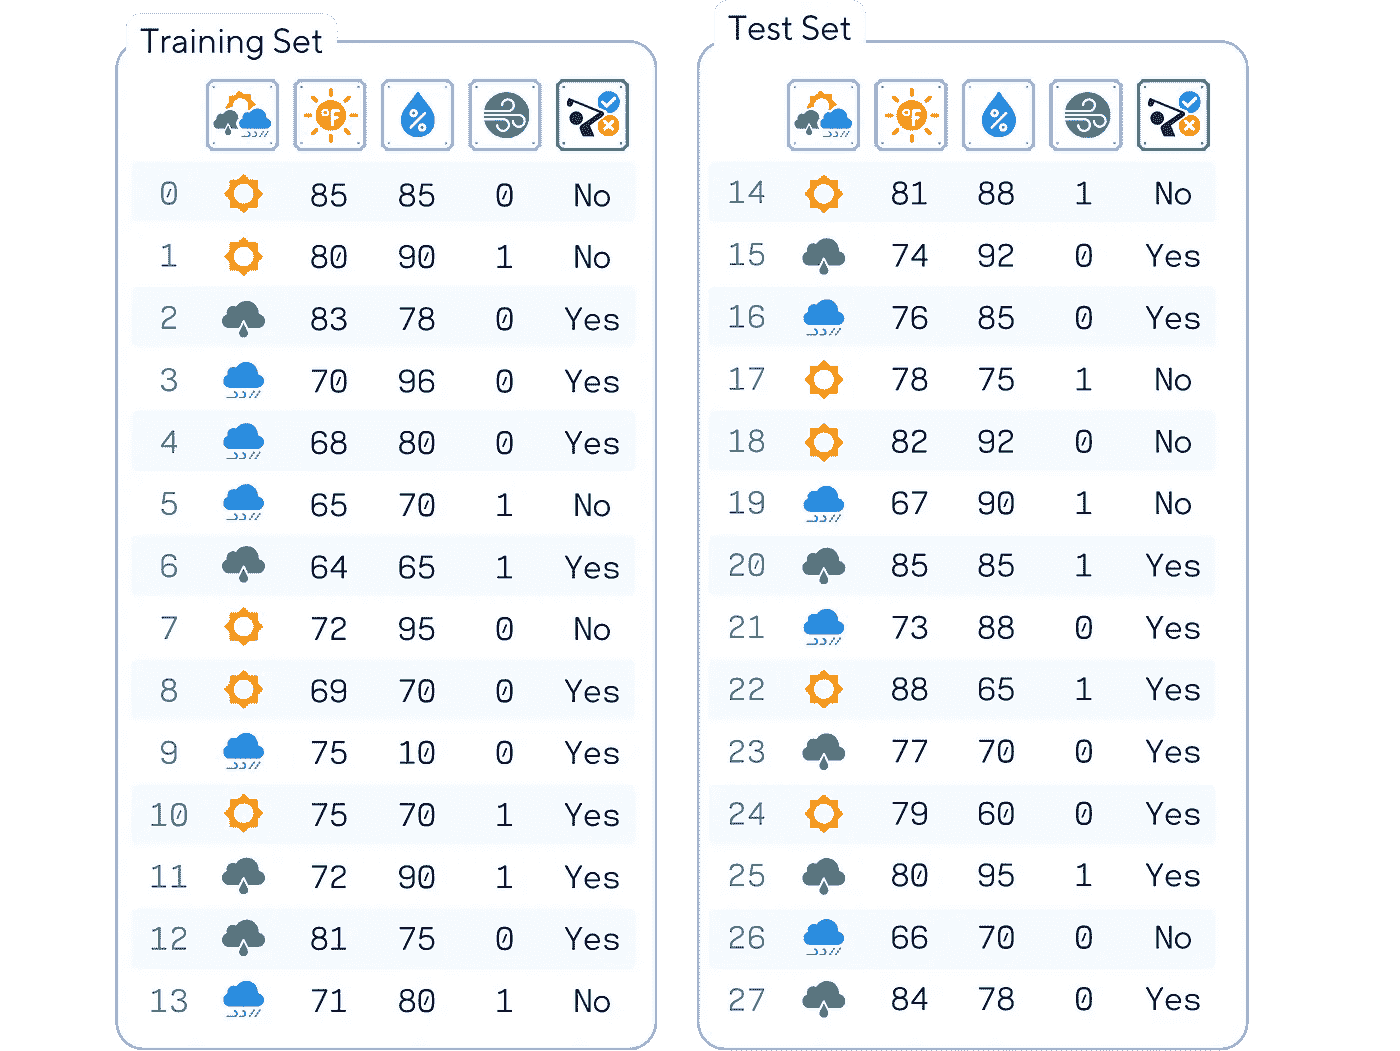 Training Set
°F %
0 85 85 0 No
1 80 90 1 No
2 83 78 0 Yes
3 70 96 0 Yes
4 68 80 0 Yes
5 65 70 1 No
6 64 65 1 Yes
7 72 95 0 No
8 69 70 0 Yes
9 75 10 0 Yes
10 75 70 1 Yes
11 72 90 1 Yes
12 81 75 0 Yes
13 71 80 1 No
Test Set
°F %
14 81 88 1 No
15 74 92 0 Yes
16 76 85 0 Yes
17 78 75 1 No
18 82 92 0 No
19 67 90 1 No
20 85 85 1 Yes
21 73 88 0 Yes
22 88 65 1 Yes
23 77 70 0 Yes
24 79 60 0 Yes
25 80 95 1 Yes
26 66 70 0 No
27 84 78 0 Yes